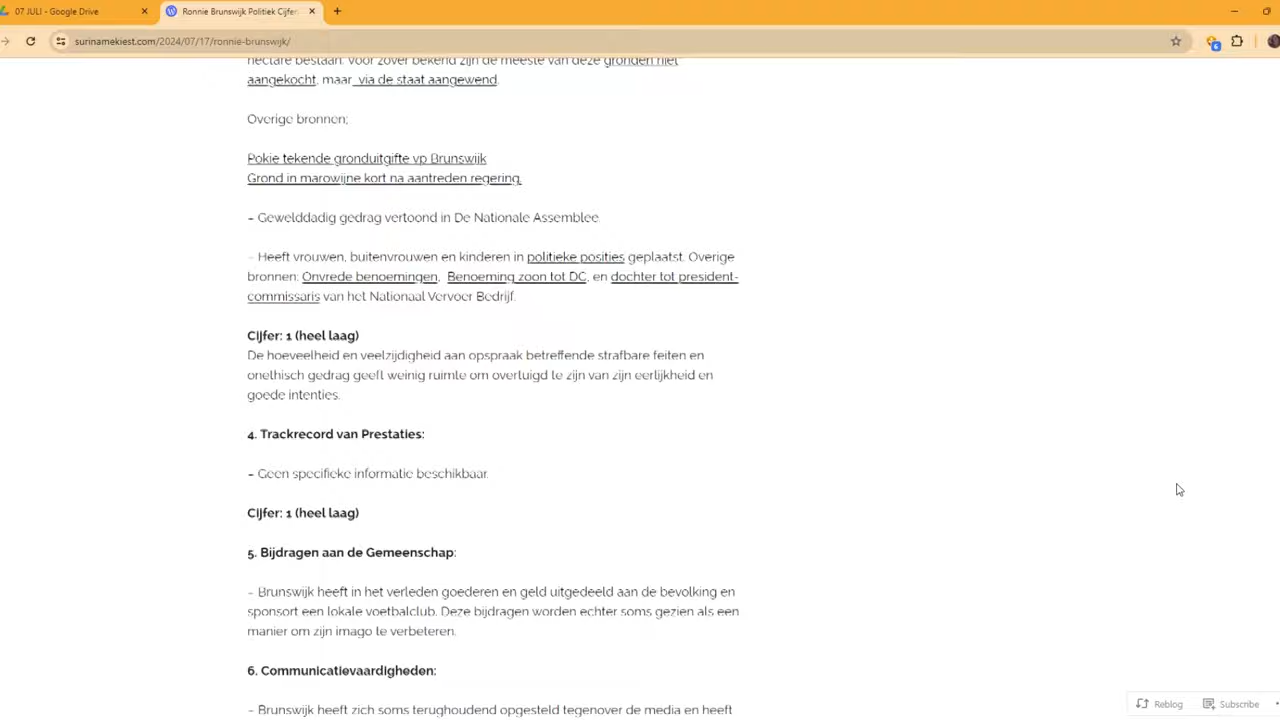 07 JULI - Google Drive
Ronnie Brunswijk Politiek Cijfer
surinamekiest.com/2024/07/17/ronnie-brunswijk/
6
hectare bestaan. Voor zover bekend zijn de meeste van deze gronden niet
aangekocht, maar via de staat aangewend.
Overige bronnen;
Pokie tekende gronduitgifte vp Brunswijk
Grond in marowijne kort na aantreden regering.
– Gewelddadig gedrag vertoond in De Nationale Assemblee.
– Heeft vrouwen, buitenvrouwen en kinderen in politieke posities geplaatst. Overige
bronnen: Onvrede benoemingen, Benoeming zoon tot DC, en dochter tot president-
commissaris van het Nationaal Vervoer Bedrijf.
Cijfer: 1 (heel laag)
De hoeveelheid en veelzijdigheid aan opspraak betreffende strafbare feiten en
onethisch gedrag geeft weinig ruimte om overtuigd te zijn van zijn eerlijkheid en
goede intenties.
4. Trackrecord van Prestaties:
– Geen specifieke informatie beschikbaar.
Cijfer: 1 (heel laag)
5. Bijdragen aan de Gemeenschap:
– Brunswijk heeft in het verleden goederen en geld uitgedeeld aan de bevolking en
sponsort een lokale voetbalclub. Deze bijdragen worden echter soms gezien als een
manier om zijn imago te verbeteren.
6. Communicatievaardigheden:
– Brunswijk heeft zich soms terughoudend opgesteld tegenover de media en heeft
Reblog Subscribe